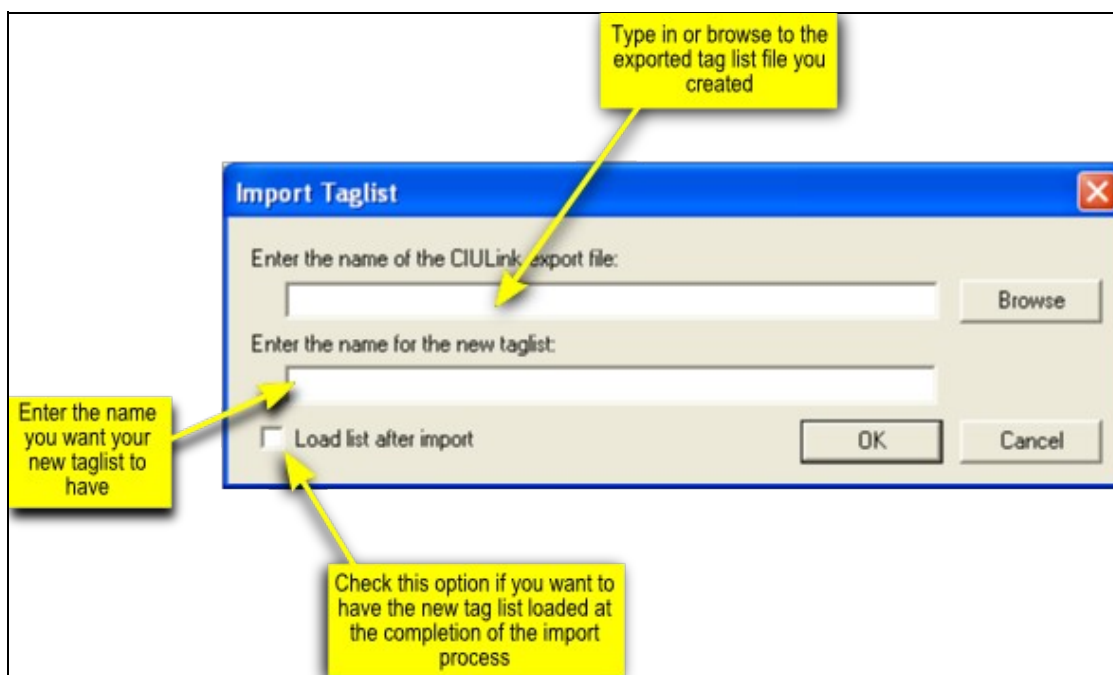 Type in or browse to the
exported tag list file you
created
Import Taglist
Enter the name of the CIULink export file:
Browse
Enter the name for the new taglist:
Enter the name
you want your
new taglist to
have
Load list after import
OK
Cancel
Check this option if you want to
have the new tag list loaded at
the completion of the import
process